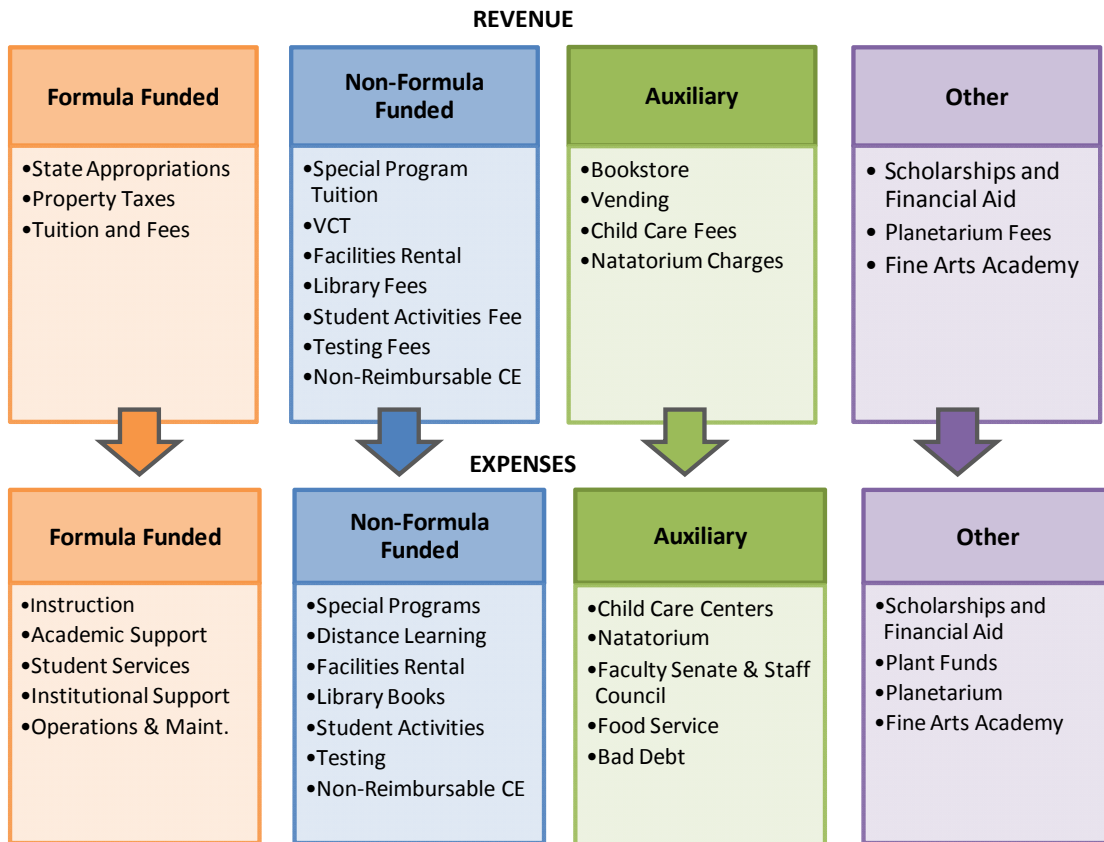 REVENUE
Formula Funded
•State Appropriations
•Property Taxes
•Tuition and Fees
Non-Formula
Funded
•Special Program
Tuition
•VCT
•Facilities Rental
•Library Fees
•Student Activities Fee
•Testing Fees
•Non-Reimbursable CE
Auxiliary
•Bookstore
•Vending
•Child Care Fees
•Natatorium Charges
Other
• Scholarships and
Financial Aid
• Planetarium Fees
• Fine Arts Academy
EXPENSES
Formula Funded
•Instruction
•Academic Support
•Student Services
•Institutional Support
•Operations & Maint.
Non-Formula
Funded
•Special Programs
•Distance Learning
•Facilities Rental
•Library Books
•Student Activities
•Testing
•Non-Reimbursable CE
Auxiliary
•Child Care Centers
•Natatorium
•Faculty Senate & Staff
Council
•Food Service
•Bad Debt
Other
•Scholarships and
Financial Aid
•Plant Funds
•Planetarium
•Fine Arts Academy